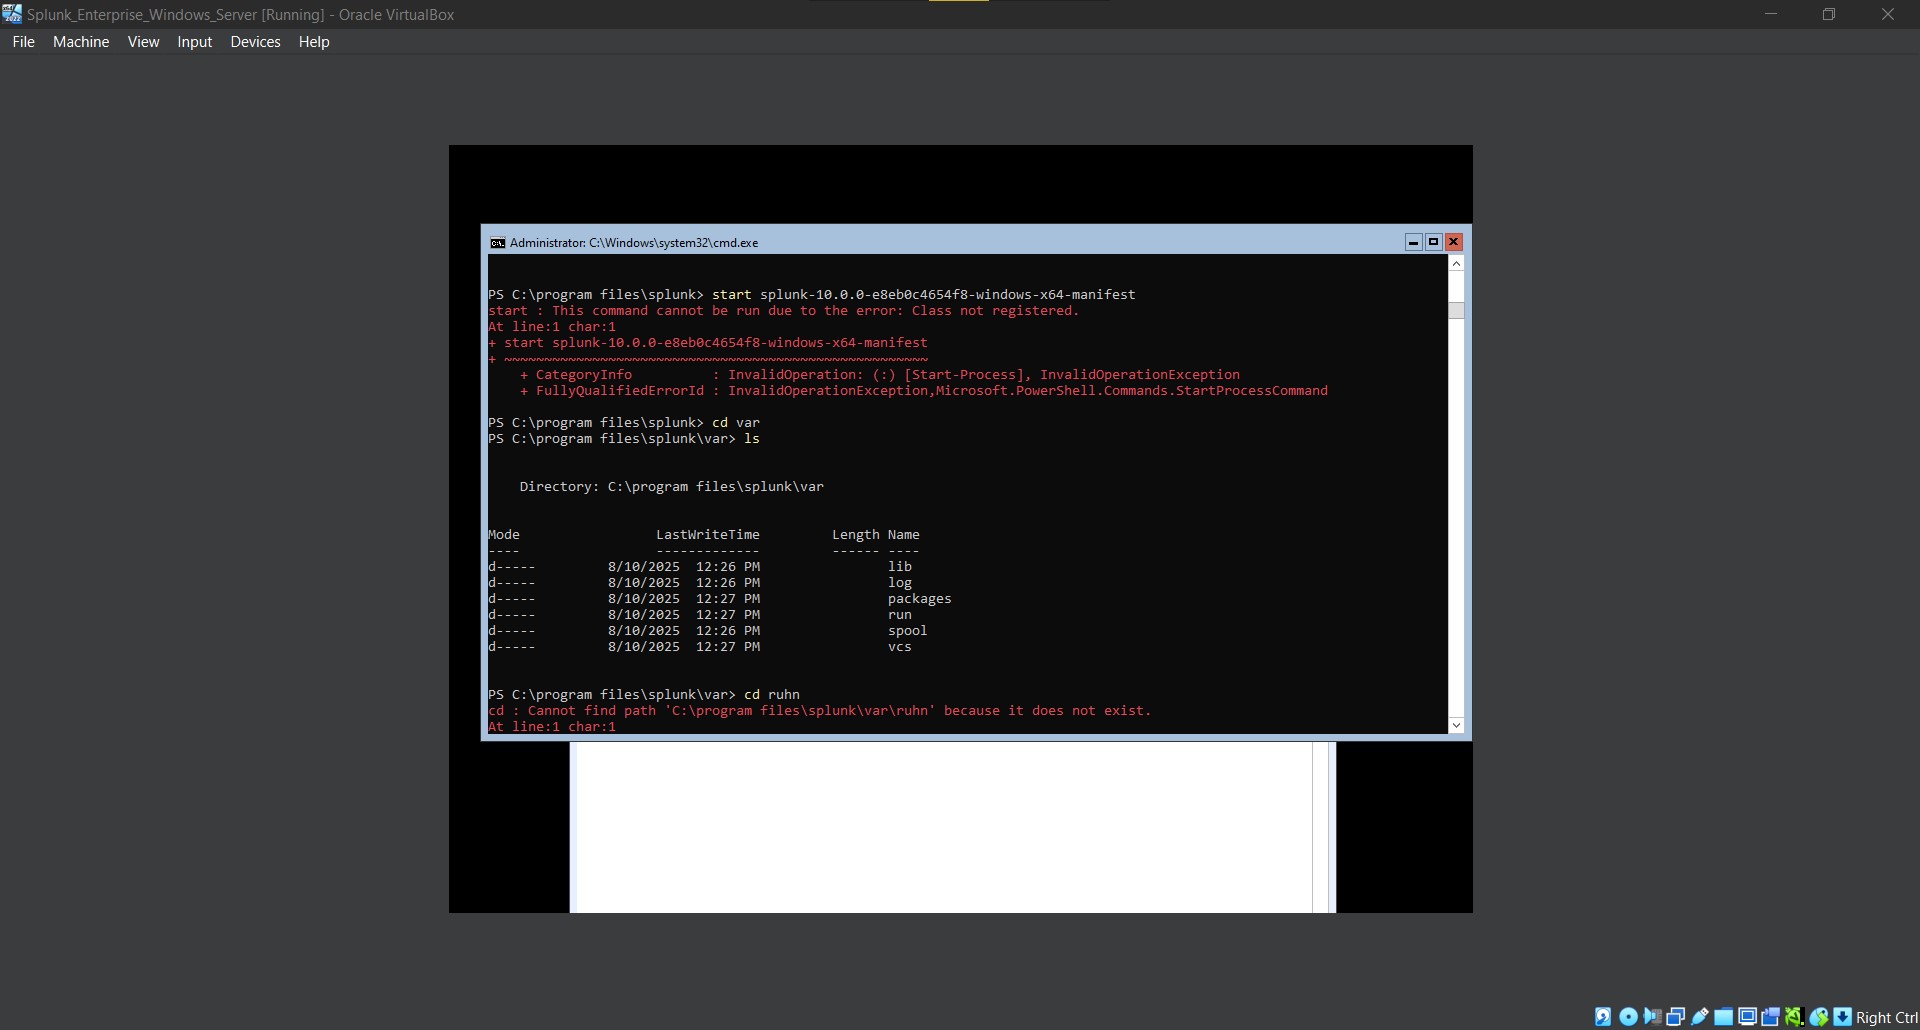 Splunk_Enterprise_Windows_Server [Running] - Oracle VirtualBox
File Machine View Input Devices Help
Administrator: C:\Windows\system32\cmd.exe
PS C:\program files\splunk> start splunk-10.0.0-e8eb0c4654f8-windows-x64-manifest
start : This command cannot be run due to the error: Class not registered.
At line:1 char:1
+ start splunk-10.0.0-e8eb0c4654f8-windows-x64-manifest
+ ~~~~~~~~~~~~~~~~~~~~~~~~~~~~~~~~~~~~~~~~~~~~~~~~~~~~~
+ CategoryInfo : InvalidOperation: (:) [Start-Process], InvalidOperationException
+ FullyQualifiedErrorId : InvalidOperationException,Microsoft.PowerShell.Commands.StartProcessCommand
PS C:\program files\splunk> cd var
PS C:\program files\splunk\var> ls
Directory: C:\program files\splunk\var
Mode LastWriteTime Length Name
---- ------------- ------ ----
d----- 8/10/2025 12:26 PM lib
d----- 8/10/2025 12:26 PM log
d----- 8/10/2025 12:27 PM packages
d----- 8/10/2025 12:27 PM run
d----- 8/10/2025 12:26 PM spool
d----- 8/10/2025 12:27 PM vcs
PS C:\program files\splunk\var> cd ruhn
cd : Cannot find path 'C:\program files\splunk\var\ruhn' because it does not exist.
At line:1 char:1
Right Ctrl